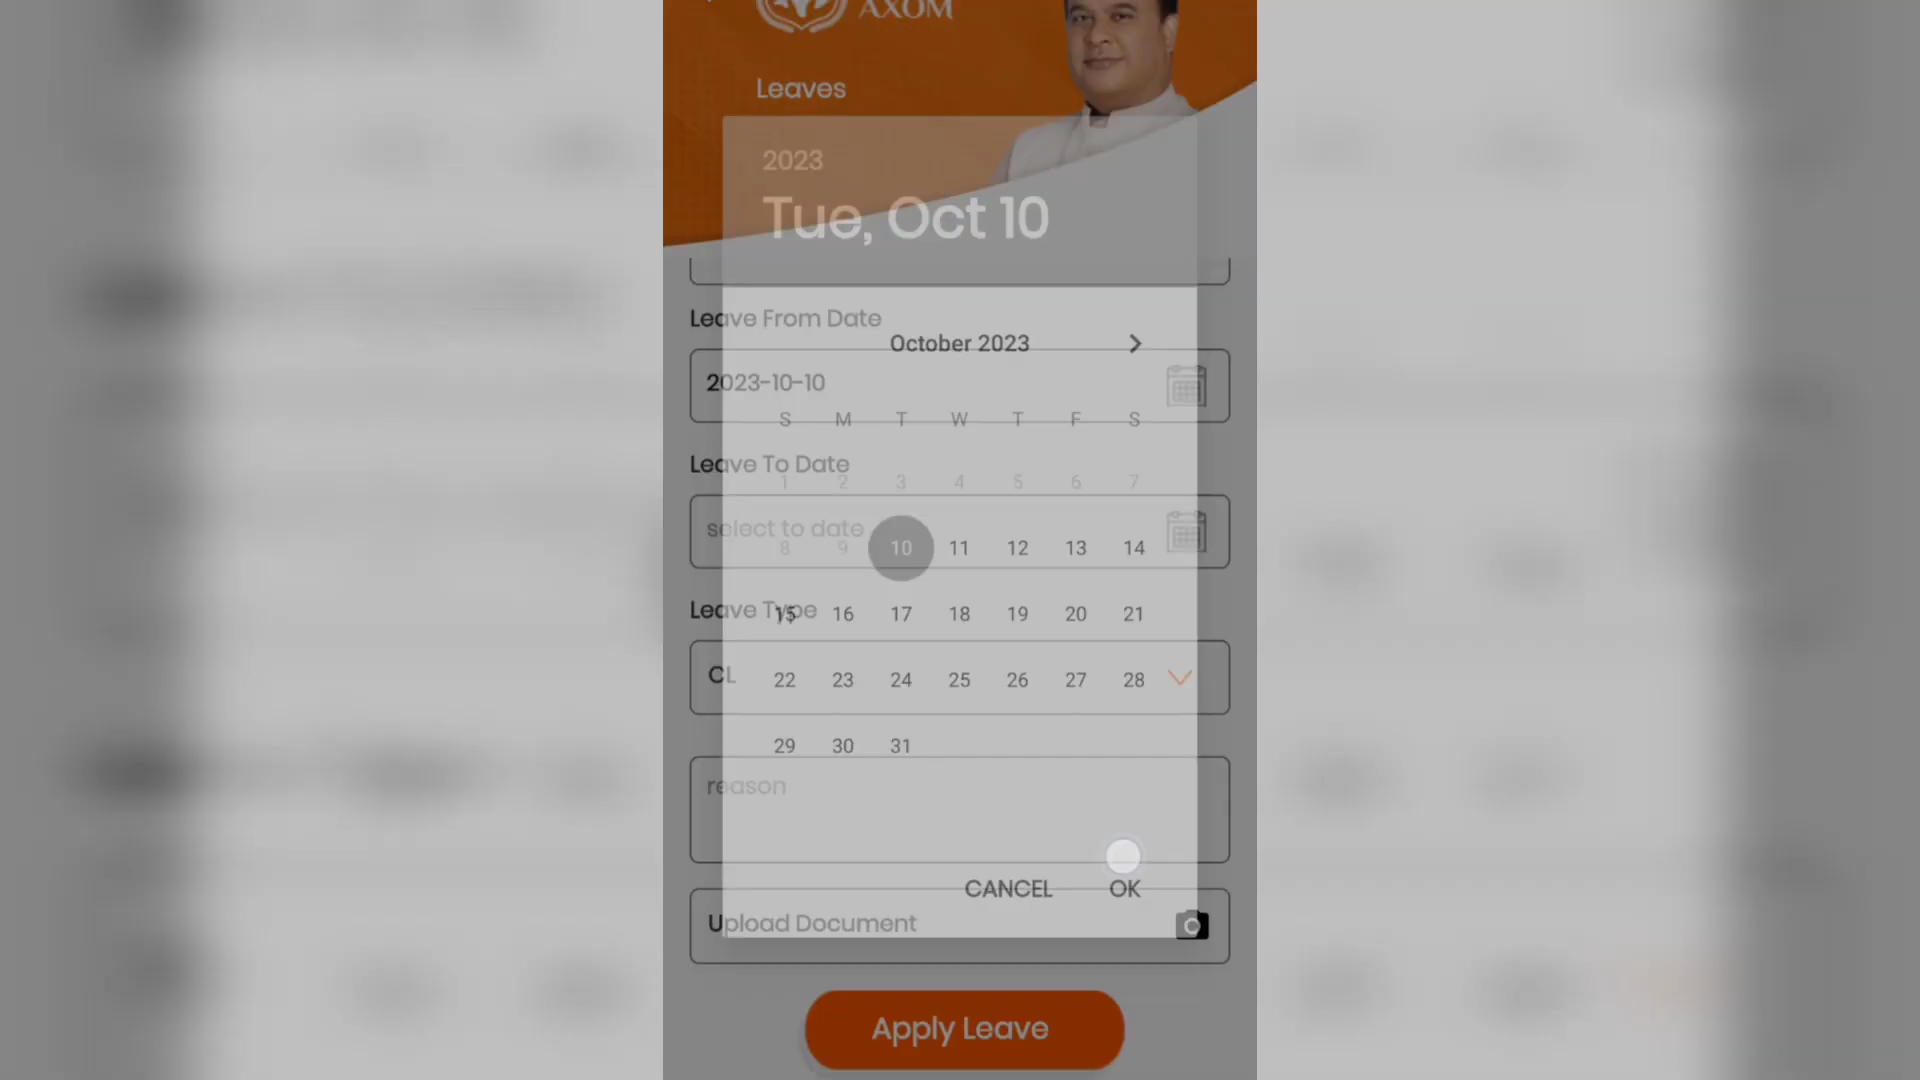 AXOM
Leaves
2023
Tue, Oct 10
Leave From Date
October 2023
2023-10-10
S M T W T F S
Leave To Date
1 2 3 4 5 6 7
select to date
8 9 10 11 12 13 14
Leave Type
15 16 17 18 19 20 21
CL
22 23 24 25 26 27 28
29 30 31
reason
CANCEL OK
Upload Document
Apply Leave